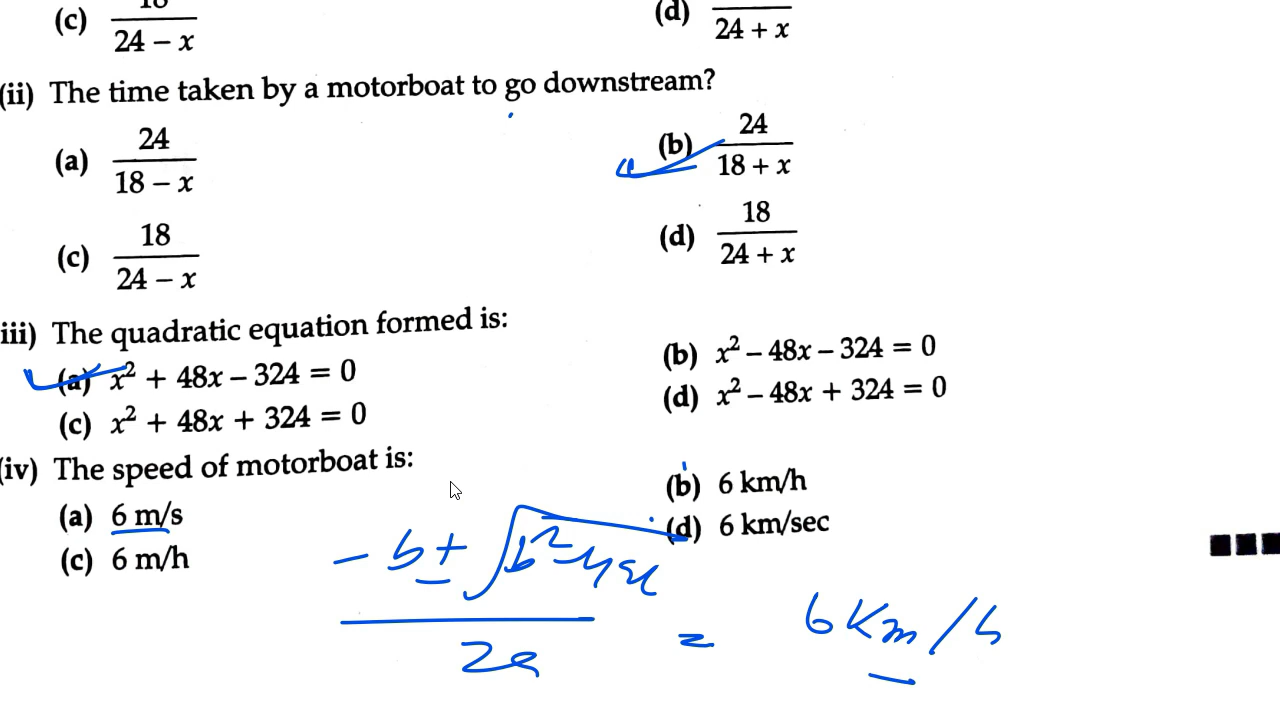 (c) 18/(24 − x) (d) 24 + x
(ii) The time taken by a motorboat to go downstream?
(a) 24/(18 − x) (b) 24/(18 + x)
(c) 18/(24 − x) (d) 18/(24 + x)
iii) The quadratic equation formed is:
(a) x² + 48x − 324 = 0 (b) x² − 48x − 324 = 0
(c) x² + 48x + 324 = 0 (d) x² − 48x + 324 = 0
(iv) The speed of motorboat is:
(a) 6 m/s (b) 6 km/h
(c) 6 m/h (d) 6 km/sec
− b ± √b² − 4ac
2a = 6 Km/h